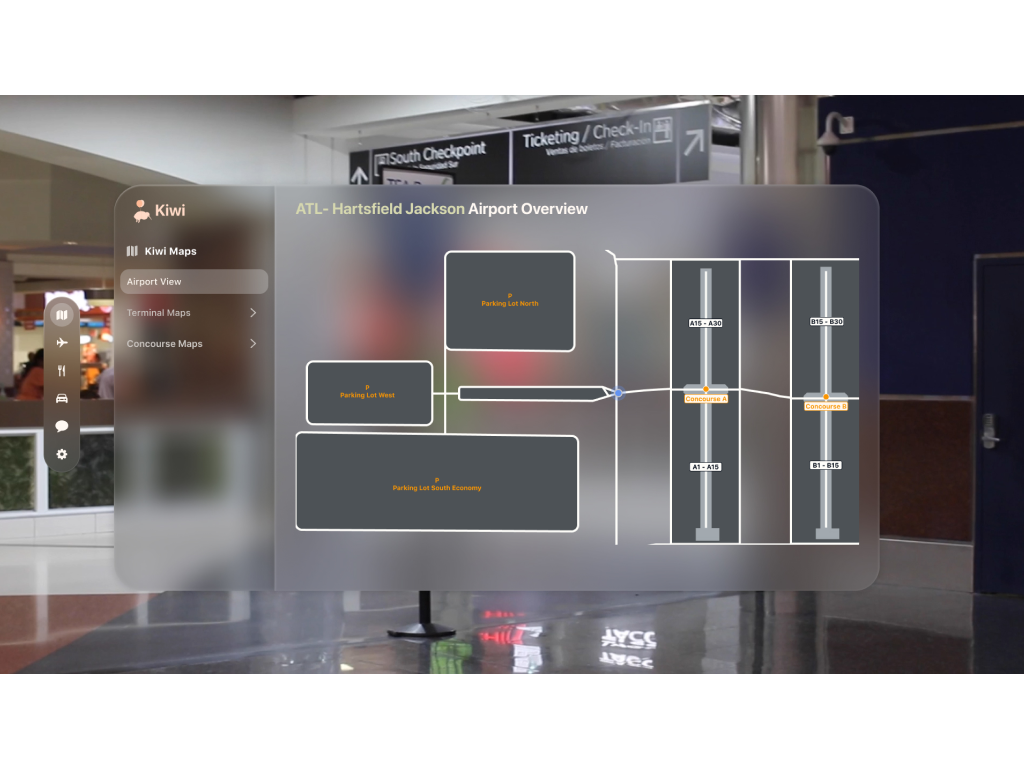 South Checkpoint
Ticketing / Check-In
Ventas de boletos / Facturación
Kiwi
ATL- Hartsfield Jackson Airport Overview
Kiwi Maps
Airport View
Terminal Maps
Concourse Maps
P
Parking Lot North
P
Parking Lot West
P
Parking Lot South Economy
A15 - A30
B15 - B30
Concourse A
Concourse B
A1 - A15
B1 - B15